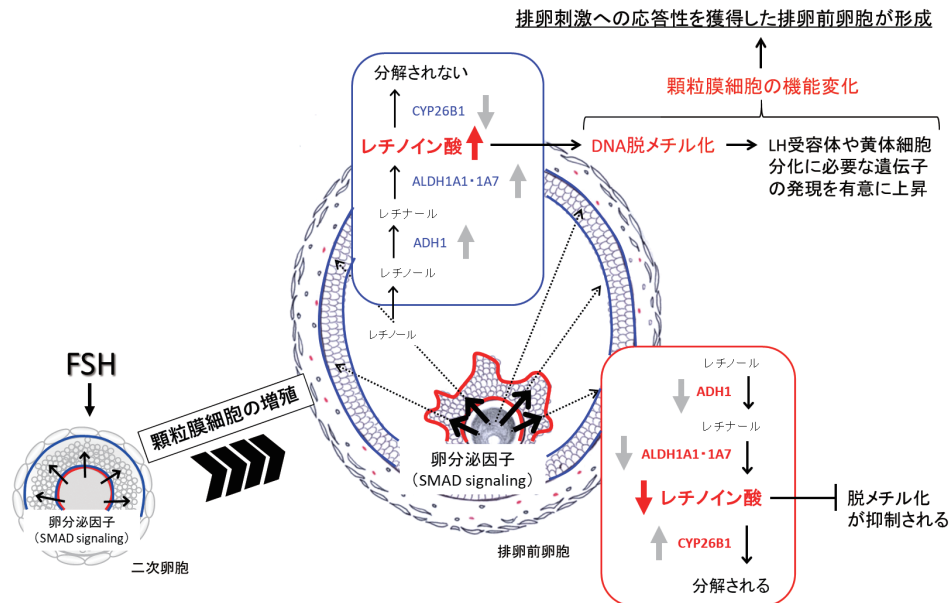 排卵刺激への応答性を獲得した排卵前卵胞が形成
顆粒膜細胞の機能変化
分解されない
CYP26B1
レチノイン酸
DNA脱メチル化
LH受容体や黄体細胞
分化に必要な遺伝子
の発現を有意に上昇
ALDH1A1・1A7
レチナール
ADH1
レチノール
レチノール
FSH
顆粒膜細胞の増殖
卵分泌因子
（SMAD signaling）
二次卵胞
卵分泌因子
（SMAD signaling）
排卵前卵胞
レチノール
ADH1
レチナール
ALDH1A1・1A7
レチノイン酸
脱メチル化
が抑制される
CYP26B1
分解される